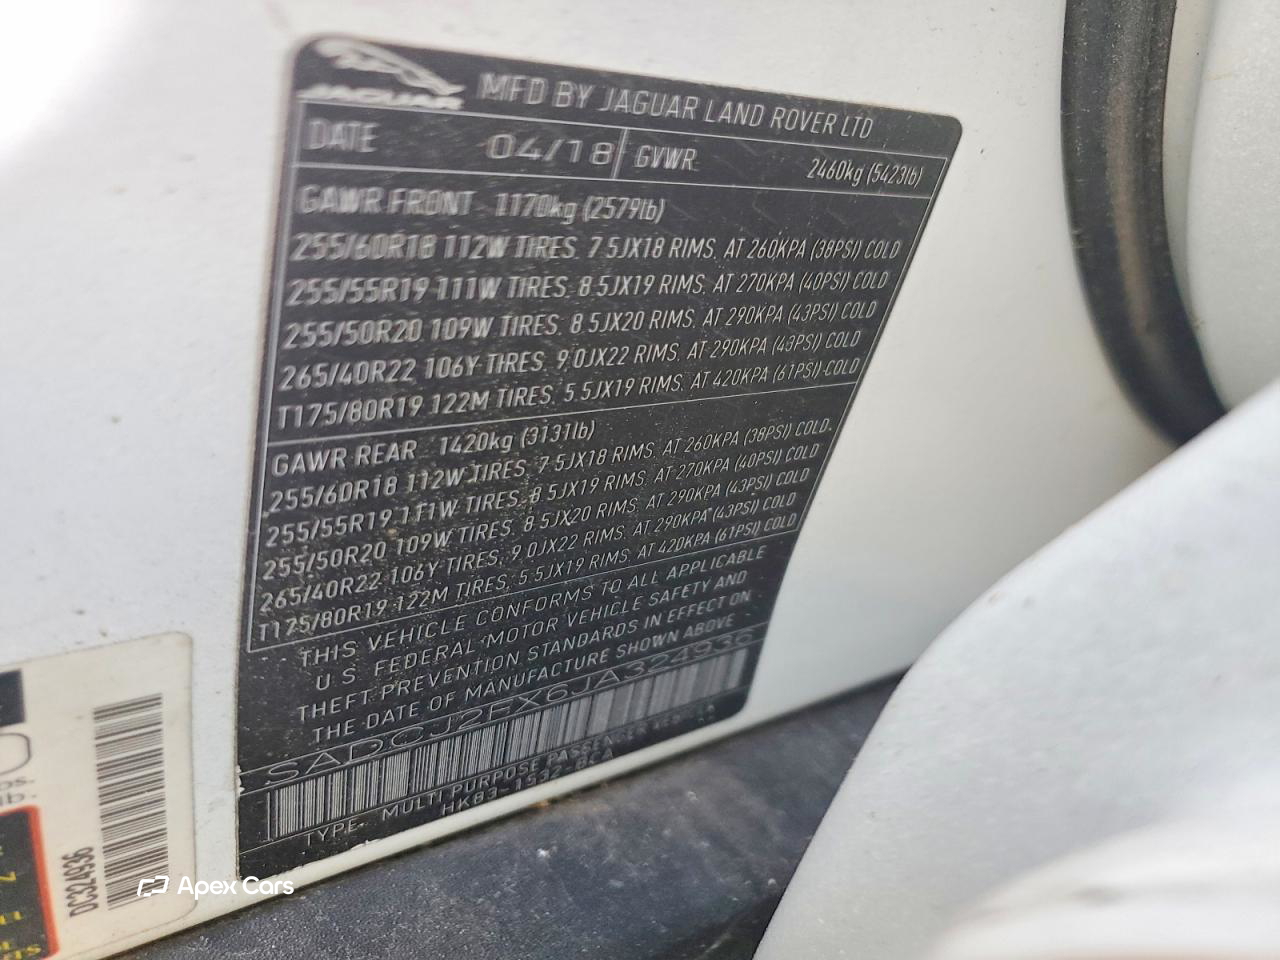 JAGUAR
MFD BY JAGUAR LAND ROVER LTD
DATE 04/18 GVWR 2460kg (5423lb)
GAWR FRONT 1170kg (2579lb)
255/60R18 112W TIRES, 7.5JX18 RIMS, AT 260KPA (38PSI) COLD
255/55R19 111W TIRES, 8.5JX19 RIMS, AT 270KPA (40PSI) COLD
255/50R20 109W TIRES, 8.5JX20 RIMS, AT 290KPA (43PSI) COLD
265/40R22 106Y TIRES, 9.0JX22 RIMS, AT 290KPA (43PSI) COLD
T175/80R19 122M TIRES, 5.5JX19 RIMS, AT 420KPA (61PSI) COLD
GAWR REAR 1420kg (3131lb)
255/60R18 112W TIRES, 7.5JX18 RIMS, AT 260KPA (38PSI) COLD
255/55R19 111W TIRES, 8.5JX19 RIMS, AT 270KPA (40PSI) COLD
255/50R20 109W TIRES, 8.5JX20 RIMS, AT 290KPA (43PSI) COLD
265/40R22 106Y TIRES, 9.0JX22 RIMS, AT 290KPA (43PSI) COLD
T175/80R19 122M TIRES, 5.5JX19 RIMS, AT 420KPA (61PSI) COLD
THIS VEHICLE CONFORMS TO ALL APPLICABLE
U.S. FEDERAL MOTOR VEHICLE SAFETY AND
THEFT PREVENTION STANDARDS IN EFFECT ON
THE DATE OF MANUFACTURE SHOWN ABOVE
SADCJ2FX6JA324936
TYPE- MULTI PURPOSE PASSENGER VEHICLE
HK83-1532-BCA
DC324936
Apex Cars